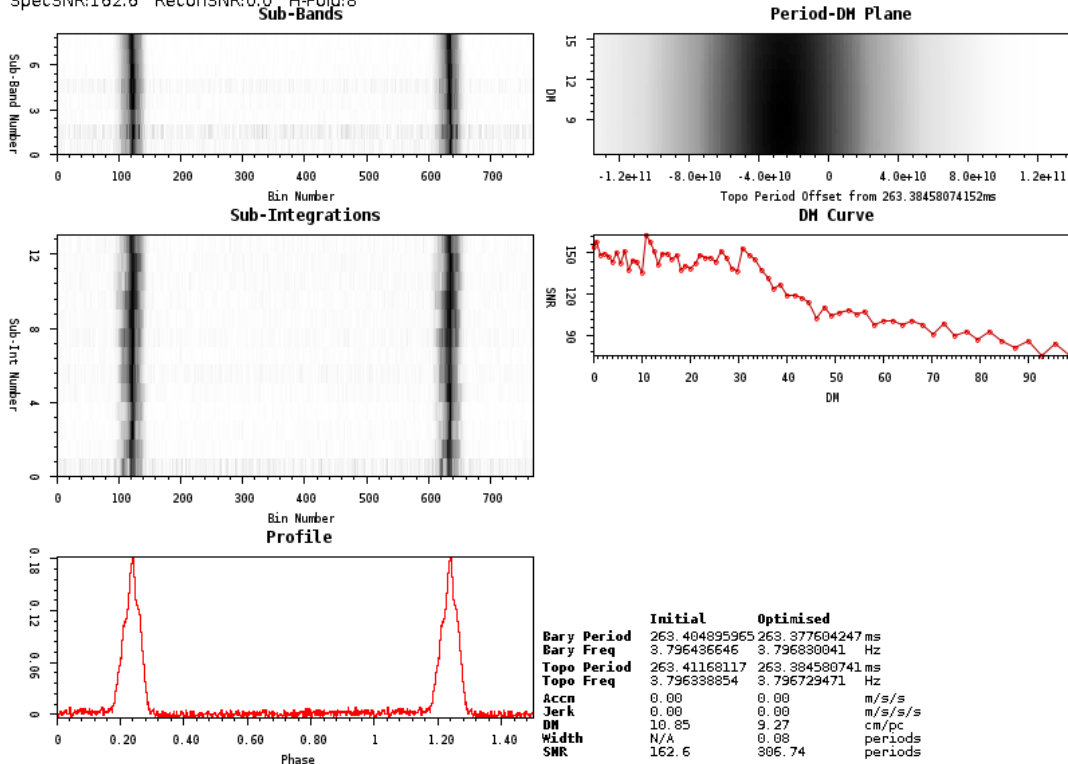 SpecSNR:162.6 ReconSNR:0.0 H-Fold:8
Sub-Bands
Sub-Band Number
6
3
0
0 100 200 300 400 500 600 700
Bin Number
Period-DM Plane
DM
15
12
9
-1.2e+11 -8.0e+10 -4.0e+10 0 4.0e+10 8.0e+10 1.2e+11
Topo Period Offset from 263.38458074152ms
Sub-Integrations
Sub-Int Number
12
8
4
0
0 100 200 300 400 500 600 700
Bin Number
DM Curve
SNR
150
120
90
0 10 20 30 40 50 60 70 80 90
DM
Profile
0.18
0.12
0.06
0
0 0.20 0.40 0.60 0.80 1 1.20 1.40
Phase
Initial Optimised
Bary Period 263.404895965 263.377604247 ms
Bary Freq 3.796436646 3.796830041 Hz
Topo Period 263.41168117 263.384580741 ms
Topo Freq 3.796338854 3.796729471 Hz
Accn 0.00 0.00 m/s/s
Jerk 0.00 0.00 m/s/s/s
DM 10.85 9.27 cm/pc
Width N/A 0.08 periods
SNR 162.6 306.74 periods